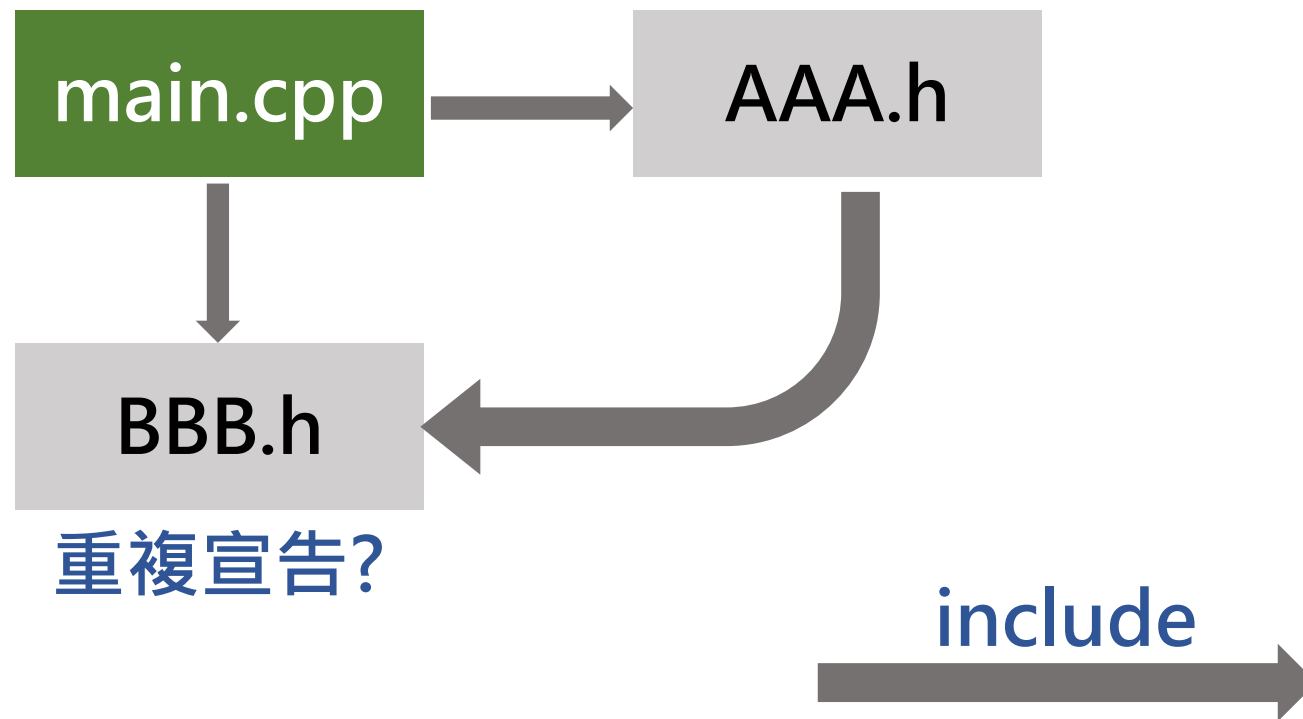 main.cpp
AAA.h
BBB.h
重複宣告?
include